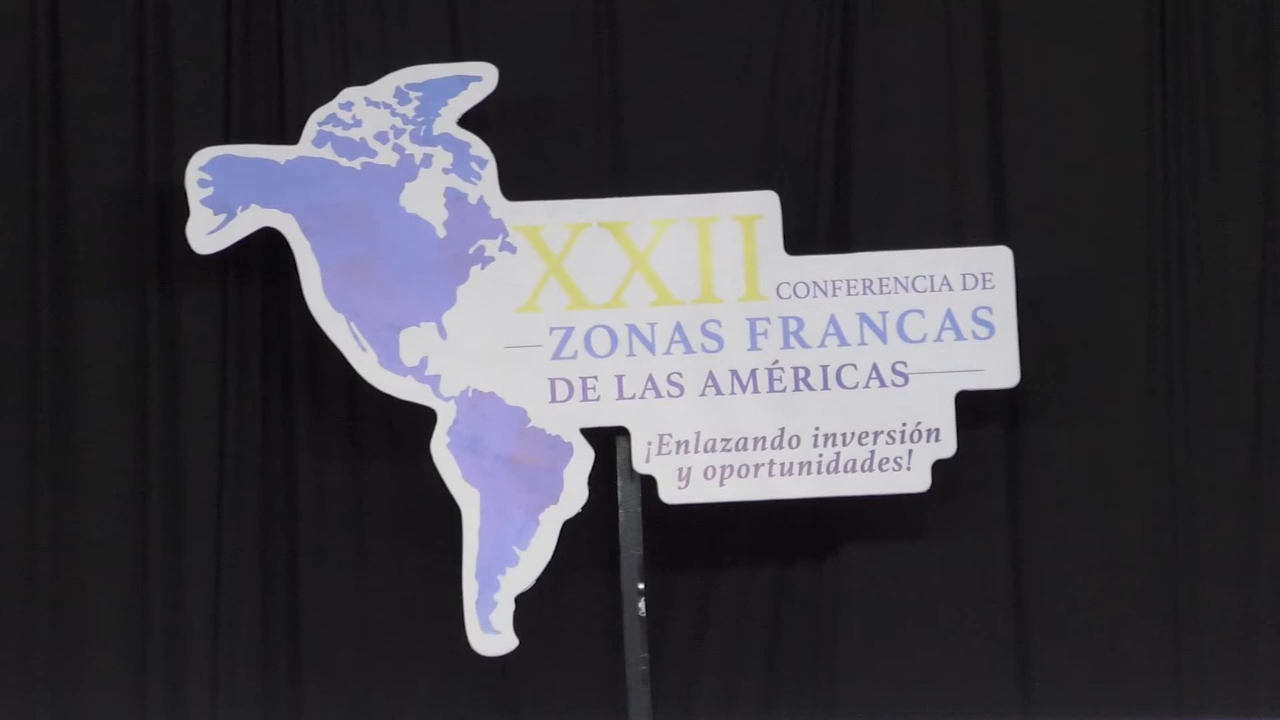 XXII CONFERENCIA DE
ZONAS FRANCAS
DE LAS AMÉRICAS
¡Enlazando inversión
y oportunidades!